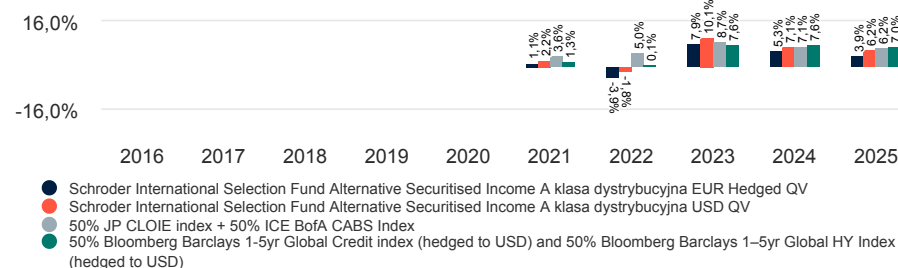 16,0%
1,1% 2,2% 3,6% 1,3% -3,9% -1,8% 5,0% 0,1% 7,9% 10,1% 8,7% 7,6% 5,3% 7,1% 7,1% 7,6% 3,9% 6,2% 6,2% 7,0%
-16,0%
2016 2017 2018 2019 2020 2021 2022 2023 2024 2025
Schroder International Selection Fund Alternative Securitised Income A klasa dystrybucyjna EUR Hedged QV
Schroder International Selection Fund Alternative Securitised Income A klasa dystrybucyjna USD QV
50% JP CLOIE index + 50% ICE BofA CABS Index
50% Bloomberg Barclays 1-5yr Global Credit index (hedged to USD) and 50% Bloomberg Barclays 1–5yr Global HY Index
(hedged to USD)